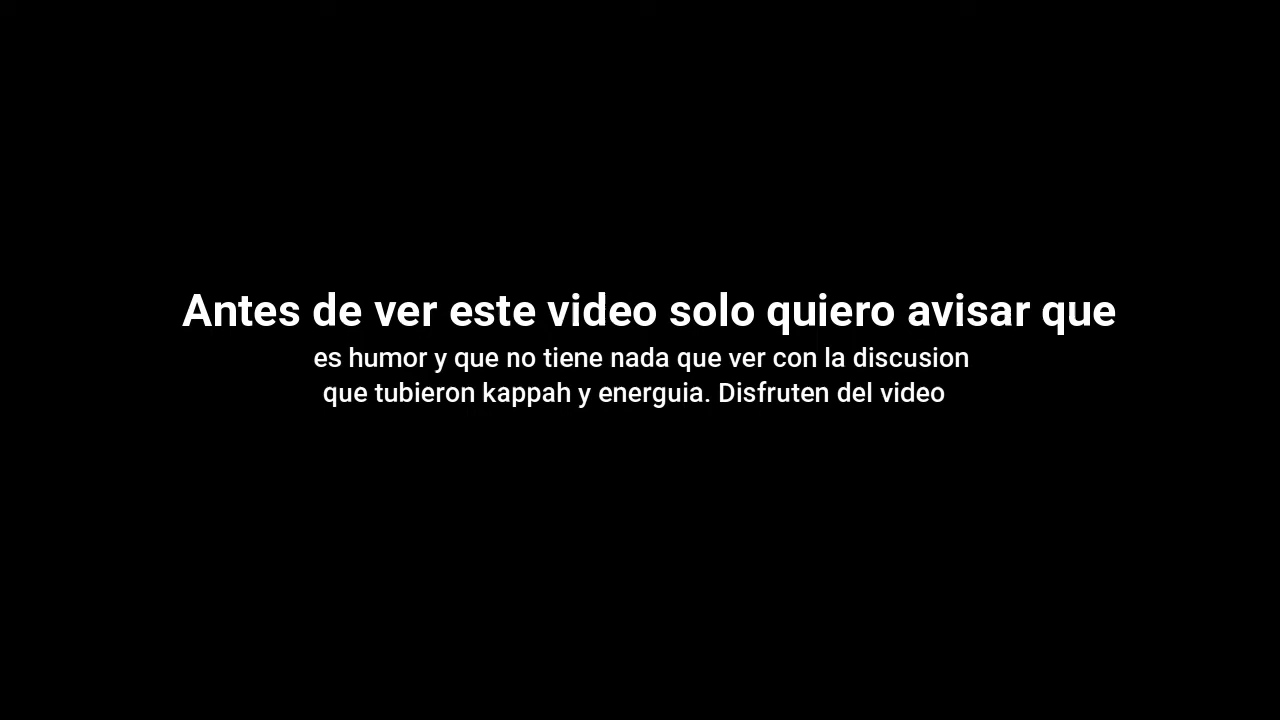 Antes de ver este video solo quiero avisar que
es humor y que no tiene nada que ver con la discusion
que tubieron kappah y energuia. Disfruten del video